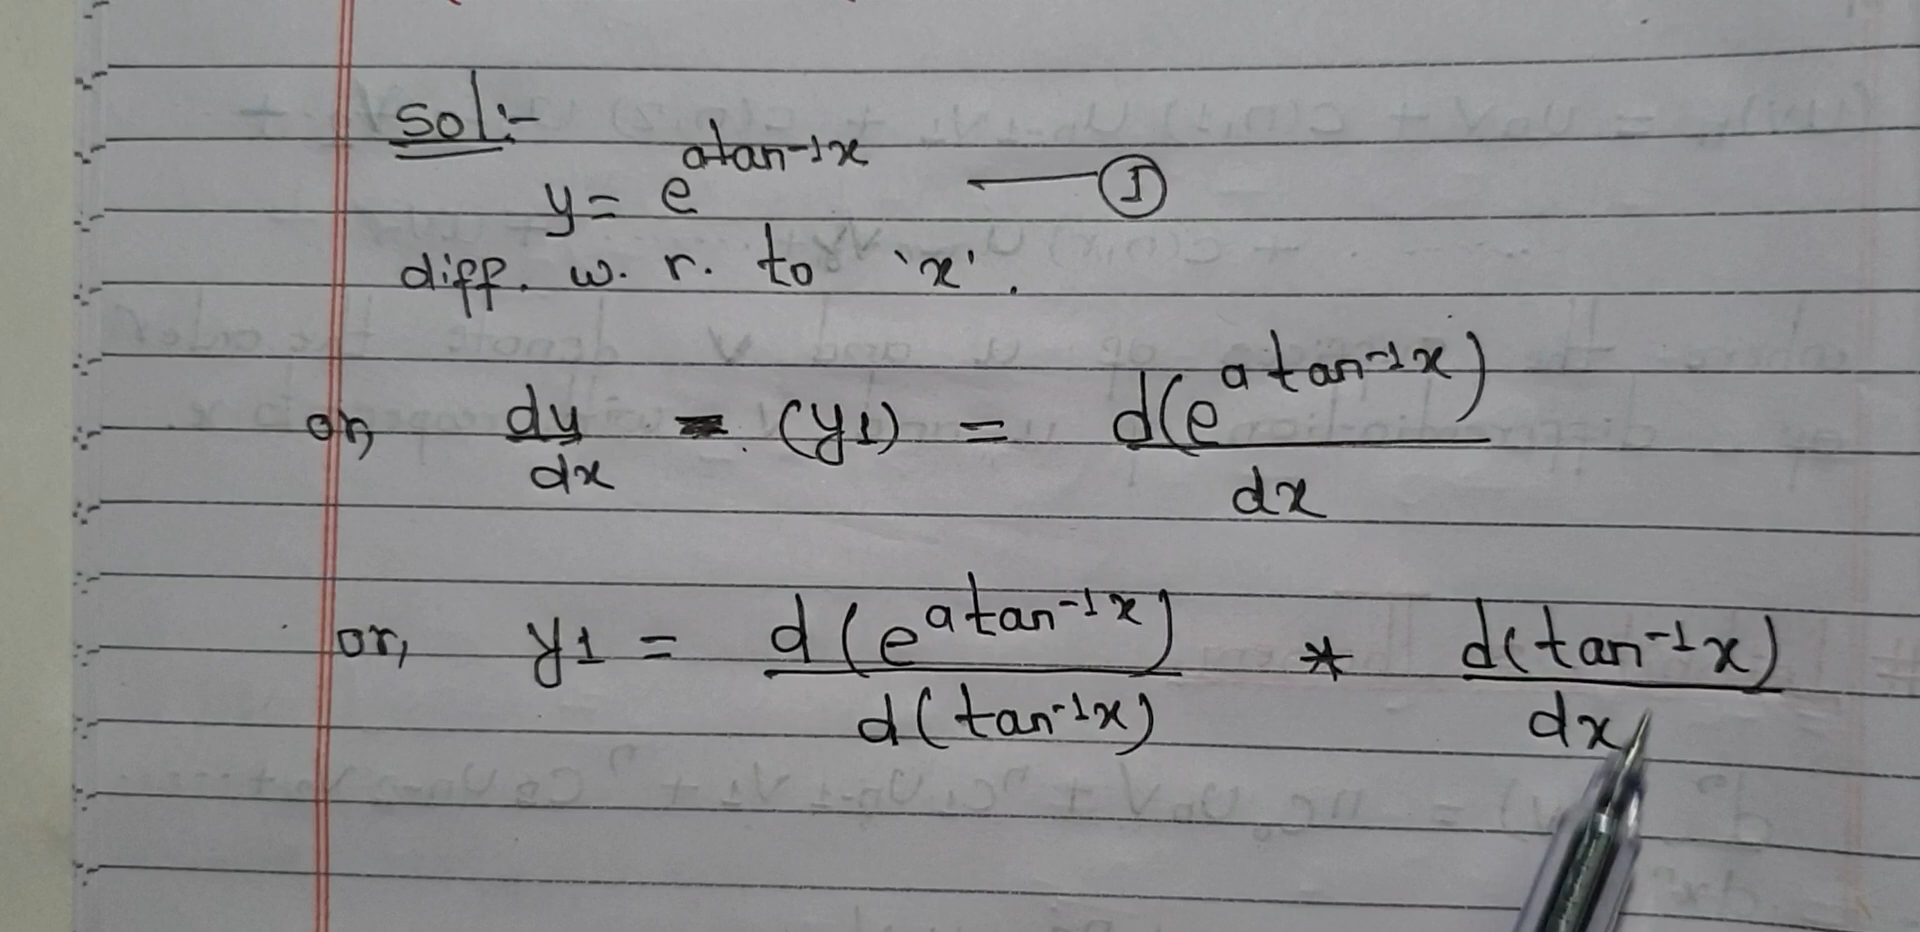 Sol:-
y = e^atan-1x —— (I)
diff. w. r. to 'x'.
or, dy/dx = (y1) = d(e^a tan-1x)/dx
or, y1 = d(e^a tan-1x)/d(tan-1x) * d(tan-1x)/dx